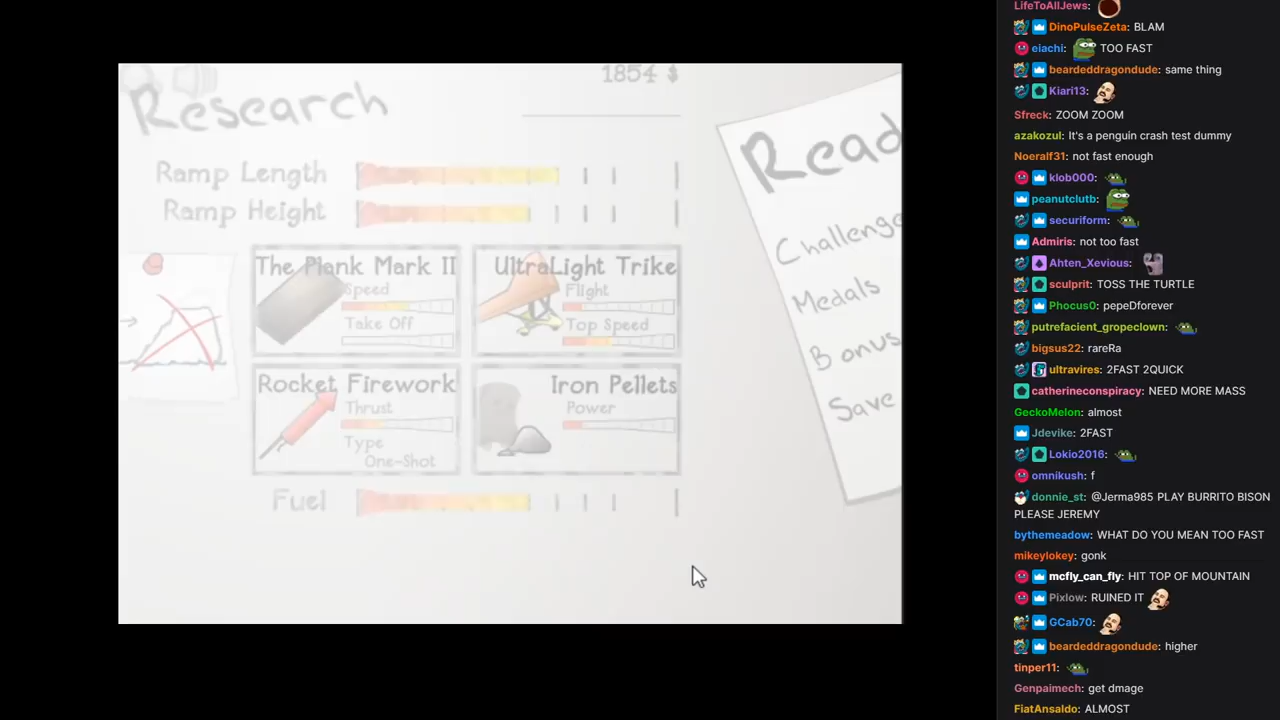 1854 $
Research
Ramp Length
Ramp Height
The Plank Mark II
Speed
Take Off
UltraLight Trike
Flight
Top Speed
Rocket Firework
Thrust
Type
One-Shot
Iron Pellets
Power
Fuel
Read
Challenge
Medals
Bonus
Save
LifeToAllJews:
DinoPulseZeta: BLAM
eiachi: TOO FAST
beardeddragondude: same thing
Kiari13:
Sfreck: ZOOM ZOOM
azakozul: It's a penguin crash test dummy
Noeralf31: not fast enough
klob000:
peanutclutb:
securiform:
Admiris: not too fast
Ahten_Xevious:
sculprit: TOSS THE TURTLE
Phocus0: pepeDforever
putrefacient_gropeclown:
bigsus22: rareRa
ultravires: 2FAST 2QUICK
catherineconspiracy: NEED MORE MASS
GeckoMelon: almost
Jdevike: 2FAST
Lokio2016:
omnikush: f
donnie_st: @Jerma985 PLAY BURRITO BISON
PLEASE JEREMY
bythemeadow: WHAT DO YOU MEAN TOO FAST
mikeylokey: gonk
mcfly_can_fly: HIT TOP OF MOUNTAIN
Pixlow: RUINED IT
GCab70:
beardeddragondude: higher
tinper11:
Genpaimech: get dmage
FiatAnsaldo: ALMOST